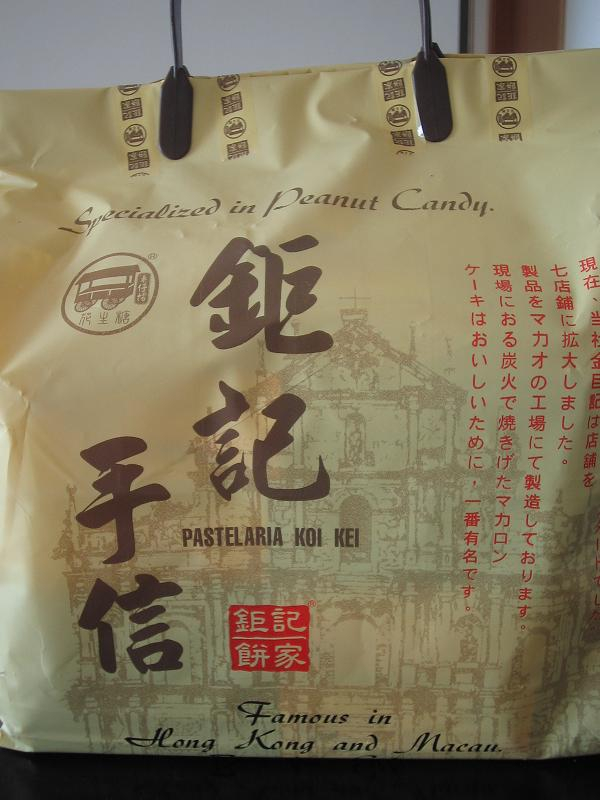 Specialized in Peanut Candy.
鉅記
手信
PASTELARIA KOI KEI
鉅記
餅家
現在、当社金目記は店舗を
七店舗に拡大しました。
製品をマカオの工場にて製造しております。
現場におる炭火で焼きげたマカロン
ケーキはおいしいために，一番有名です。
Famous in
Hong Kong and Macau.